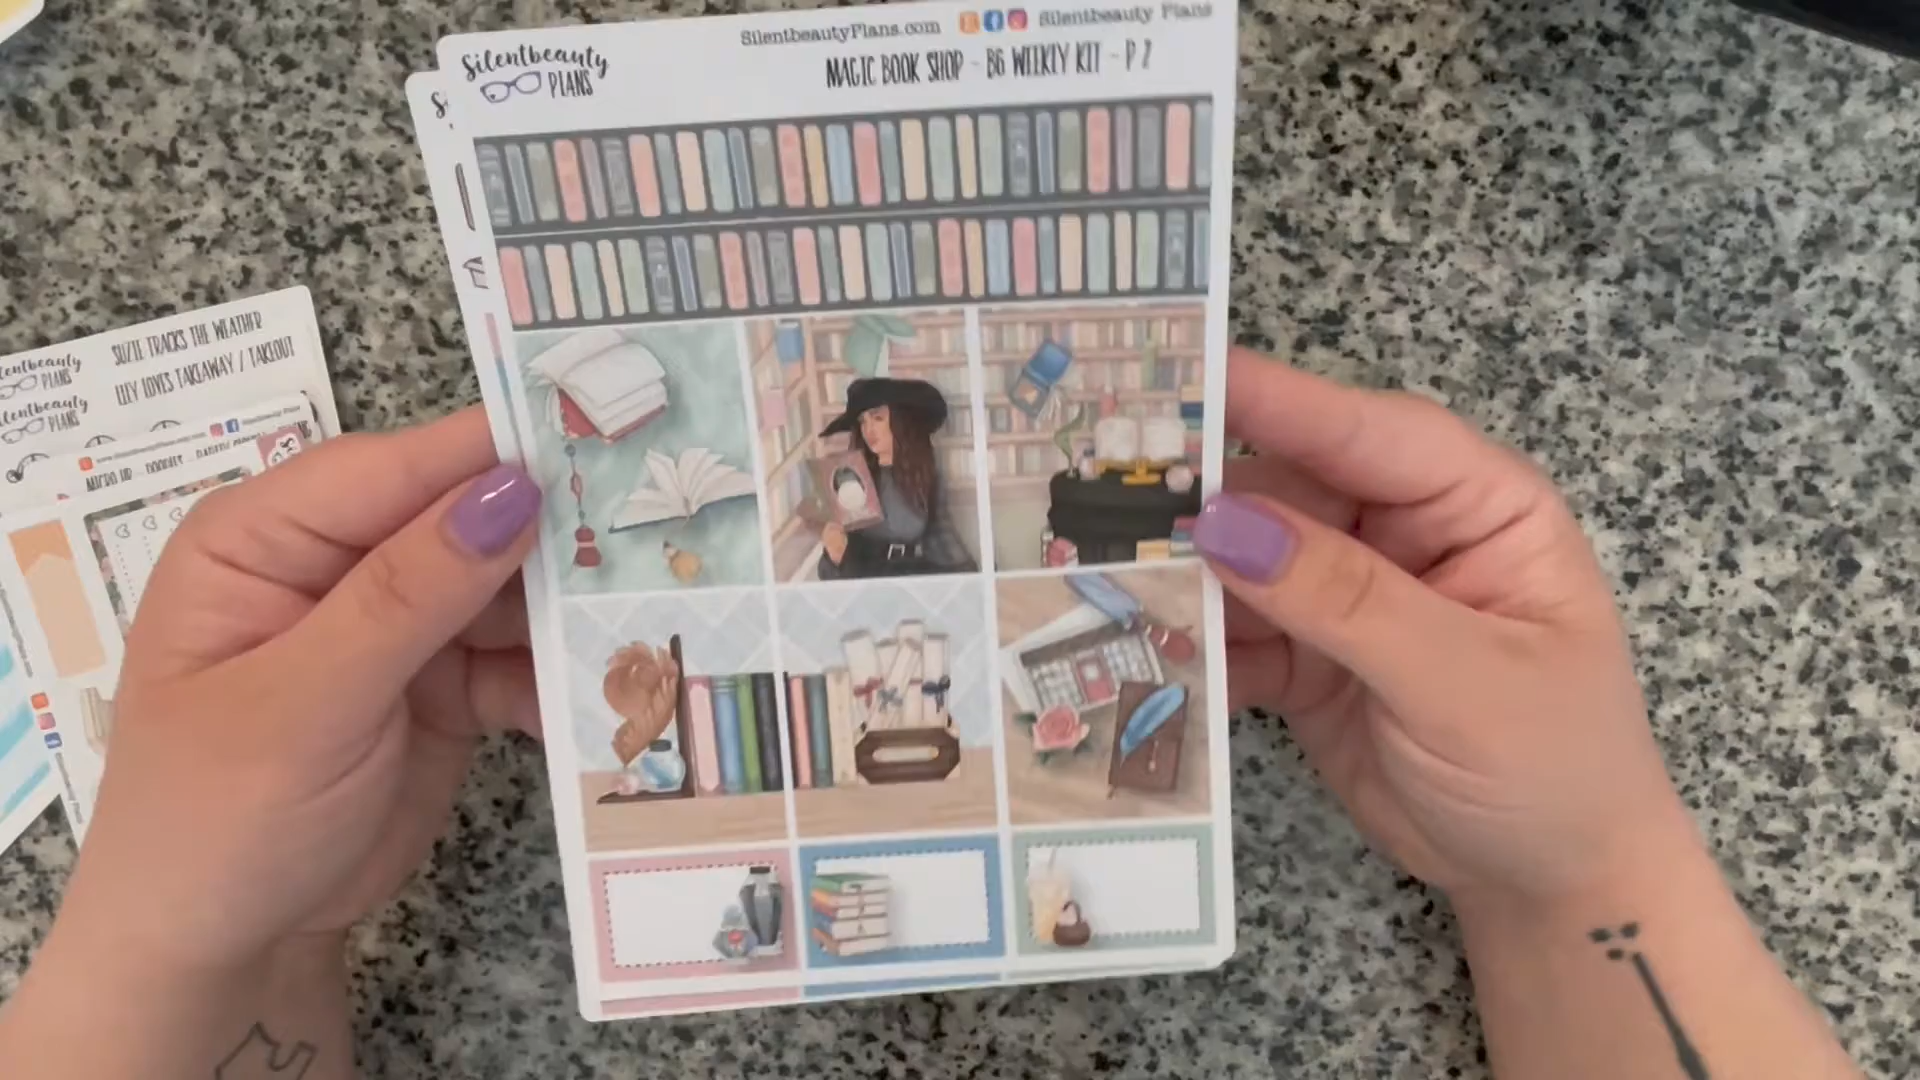 SilentbeautyPlans.com Silentbeauty Plans
Silentbeauty
PLANS
MAGIC BOOK SHOP - B6 WEEKLY KIT - P 2
SUZIE TRACKS THE WEATHER
PLANS
LILY LOVES TAKEAWAY / TAKEOUT
Silentbeauty
PLANS